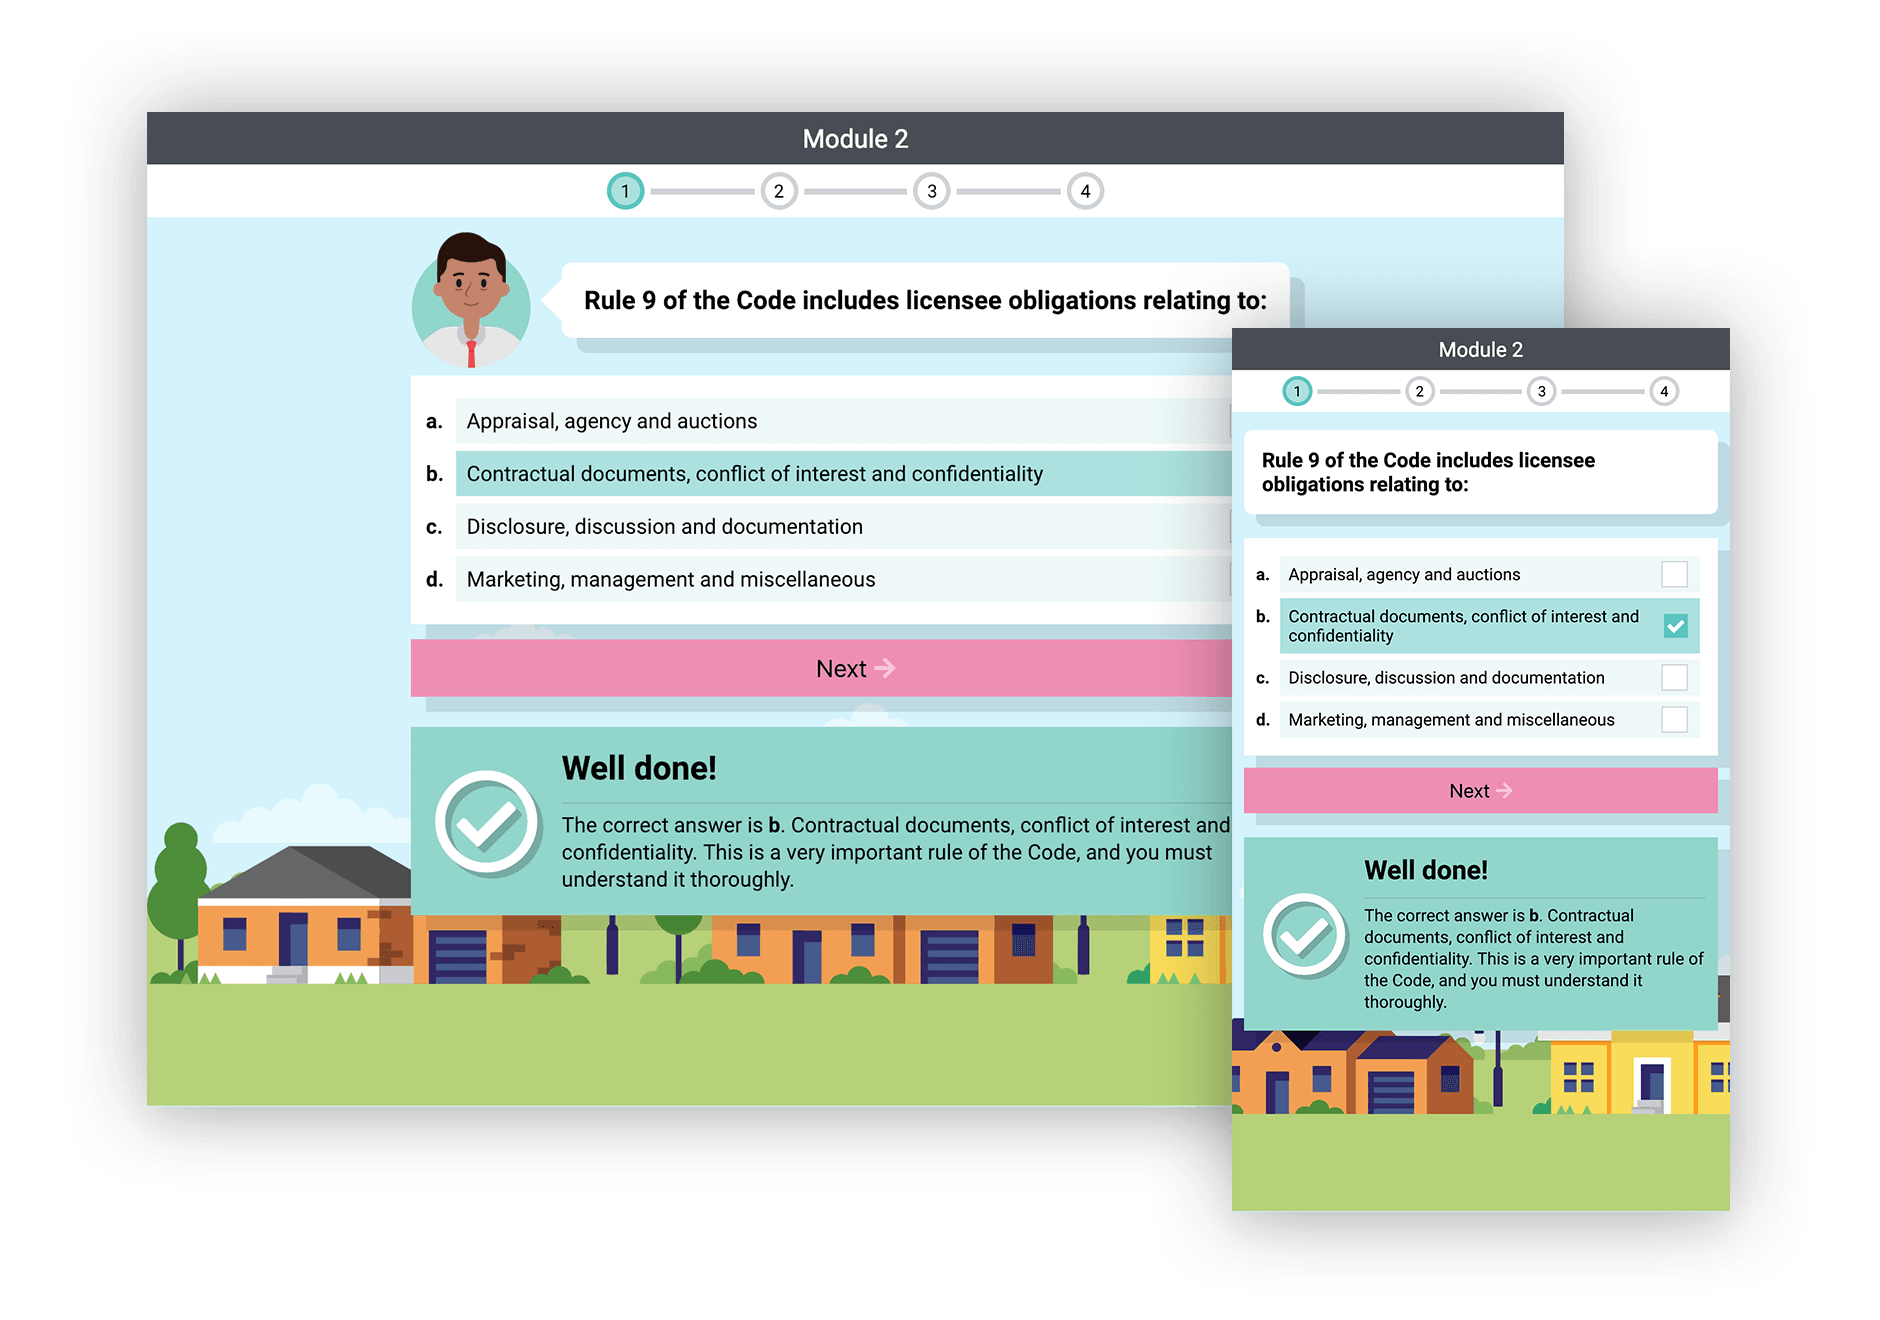 Module 2
1 2 3 4
Rule 9 of the Code includes licensee obligations relating to:
a. Appraisal, agency and auctions
b. Contractual documents, conflict of interest and confidentiality
c. Disclosure, discussion and documentation
d. Marketing, management and miscellaneous
Next
Well done!
The correct answer is b. Contractual documents, conflict of interest and
confidentiality. This is a very important rule of the Code, and you must
understand it thoroughly.
Module 2
1 2 3 4
Rule 9 of the Code includes licensee
obligations relating to:
a. Appraisal, agency and auctions
b. Contractual documents, conflict of interest and
confidentiality
c. Disclosure, discussion and documentation
d. Marketing, management and miscellaneous
Next
Well done!
The correct answer is b. Contractual
documents, conflict of interest and
confidentiality. This is a very important rule of
the Code, and you must understand it
thoroughly.